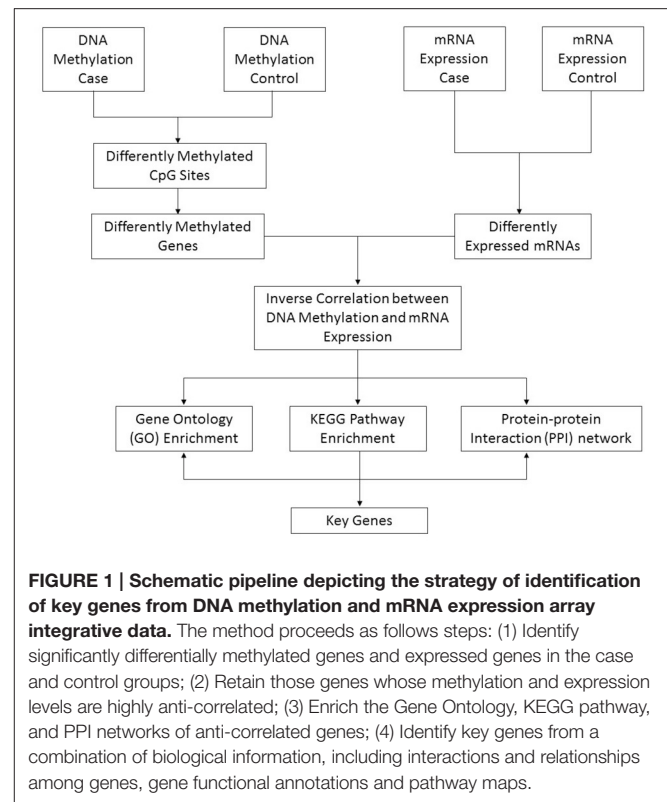 DNA
Methylation
Case
DNA
Methylation
Control
mRNA
Expression
Case
mRNA
Expression
Control
Differently Methylated
CpG Sites
Differently Methylated
Genes
Differently
Expressed mRNAs
Inverse Correlation between
DNA Methylation and mRNA
Expression
Gene Ontology
(GO) Enrichment
KEGG Pathway
Enrichment
Protein-protein
Interaction (PPI) network
Key Genes
FIGURE 1 | Schematic pipeline depicting the strategy of identification
of key genes from DNA methylation and mRNA expression array
integrative data. The method proceeds as follows steps: (1) Identify
significantly differentially methylated genes and expressed genes in the case
and control groups; (2) Retain those genes whose methylation and expression
levels are highly anti-correlated; (3) Enrich the Gene Ontology, KEGG pathway,
and PPI networks of anti-correlated genes; (4) Identify key genes from a
combination of biological information, including interactions and relationships
among genes, gene functional annotations and pathway maps.